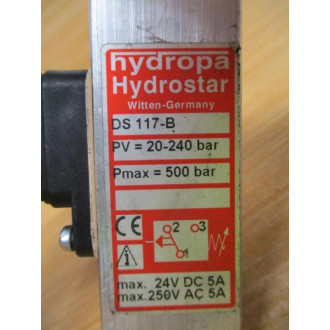 hydropa
Hydrostar
Witten-Germany
DS 117-B
PV = 20-240 bar
Pmax = 500 bar
CE
2
3
1
max. 24V DC 5A
max.250V AC 5A